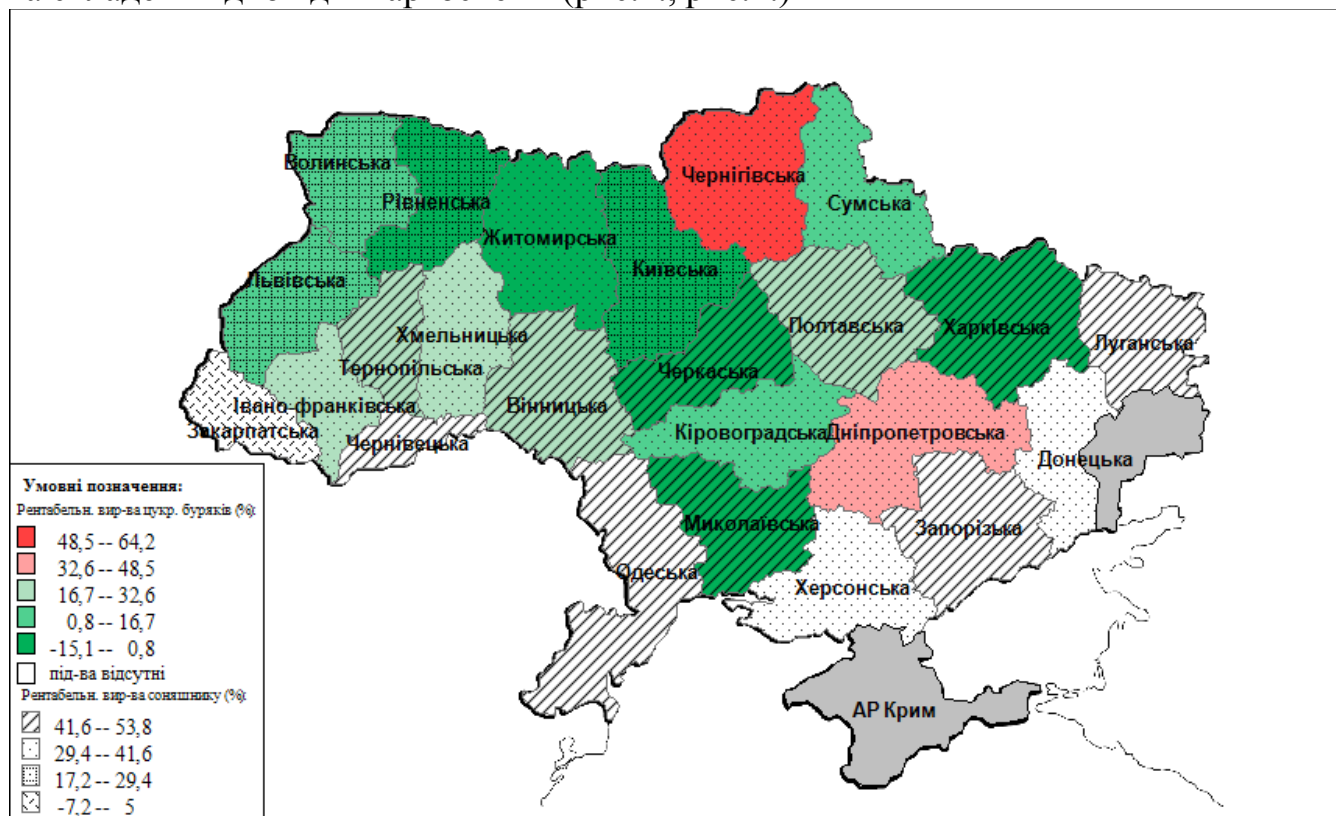 Чернігівська
Волинська
Сумська
Рівненська
Житомирська
Київська
Львівська
Хмельницька
Полтавська
Харківська
Луганська
Тернопільська
Черкаська
Івано-франківська
Вінницька
Закарпатська
Чернівецька
Кіровоградська
Дніпропетровська
Донецька
Миколаївська
Запорізька
Одеська
Херсонська
АР Крим
Умовні позначення:
Рентабельн. вир-ва цукр. буряків (%):
48,5 -- 64,2
32,6 -- 48,5
16,7 -- 32,6
0,8 -- 16,7
-15,1 -- 0,8
під-ва відсутні
Рентабельн. вир-ва соняшнику (%):
41,6 -- 53,8
29,4 -- 41,6
17,2 -- 29,4
-7,2 -- 5